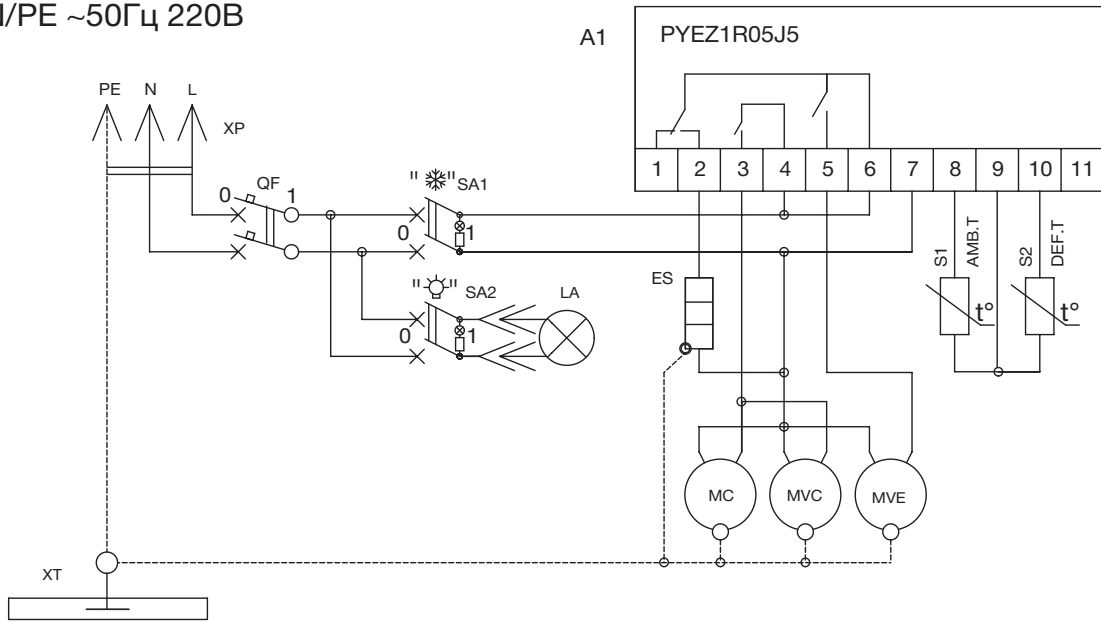 /PE ~50Гц 220В
A1 PYEZ1R05J5
PE N L
XP
1 2 3 4 5 6 7 8 9 10 11
0 QF 1
" " SA1
0 1
S1 AMB.T
S2 DEF.T
ES
" " SA2 LA
0 1
t° t°
MC MVC MVE
XT